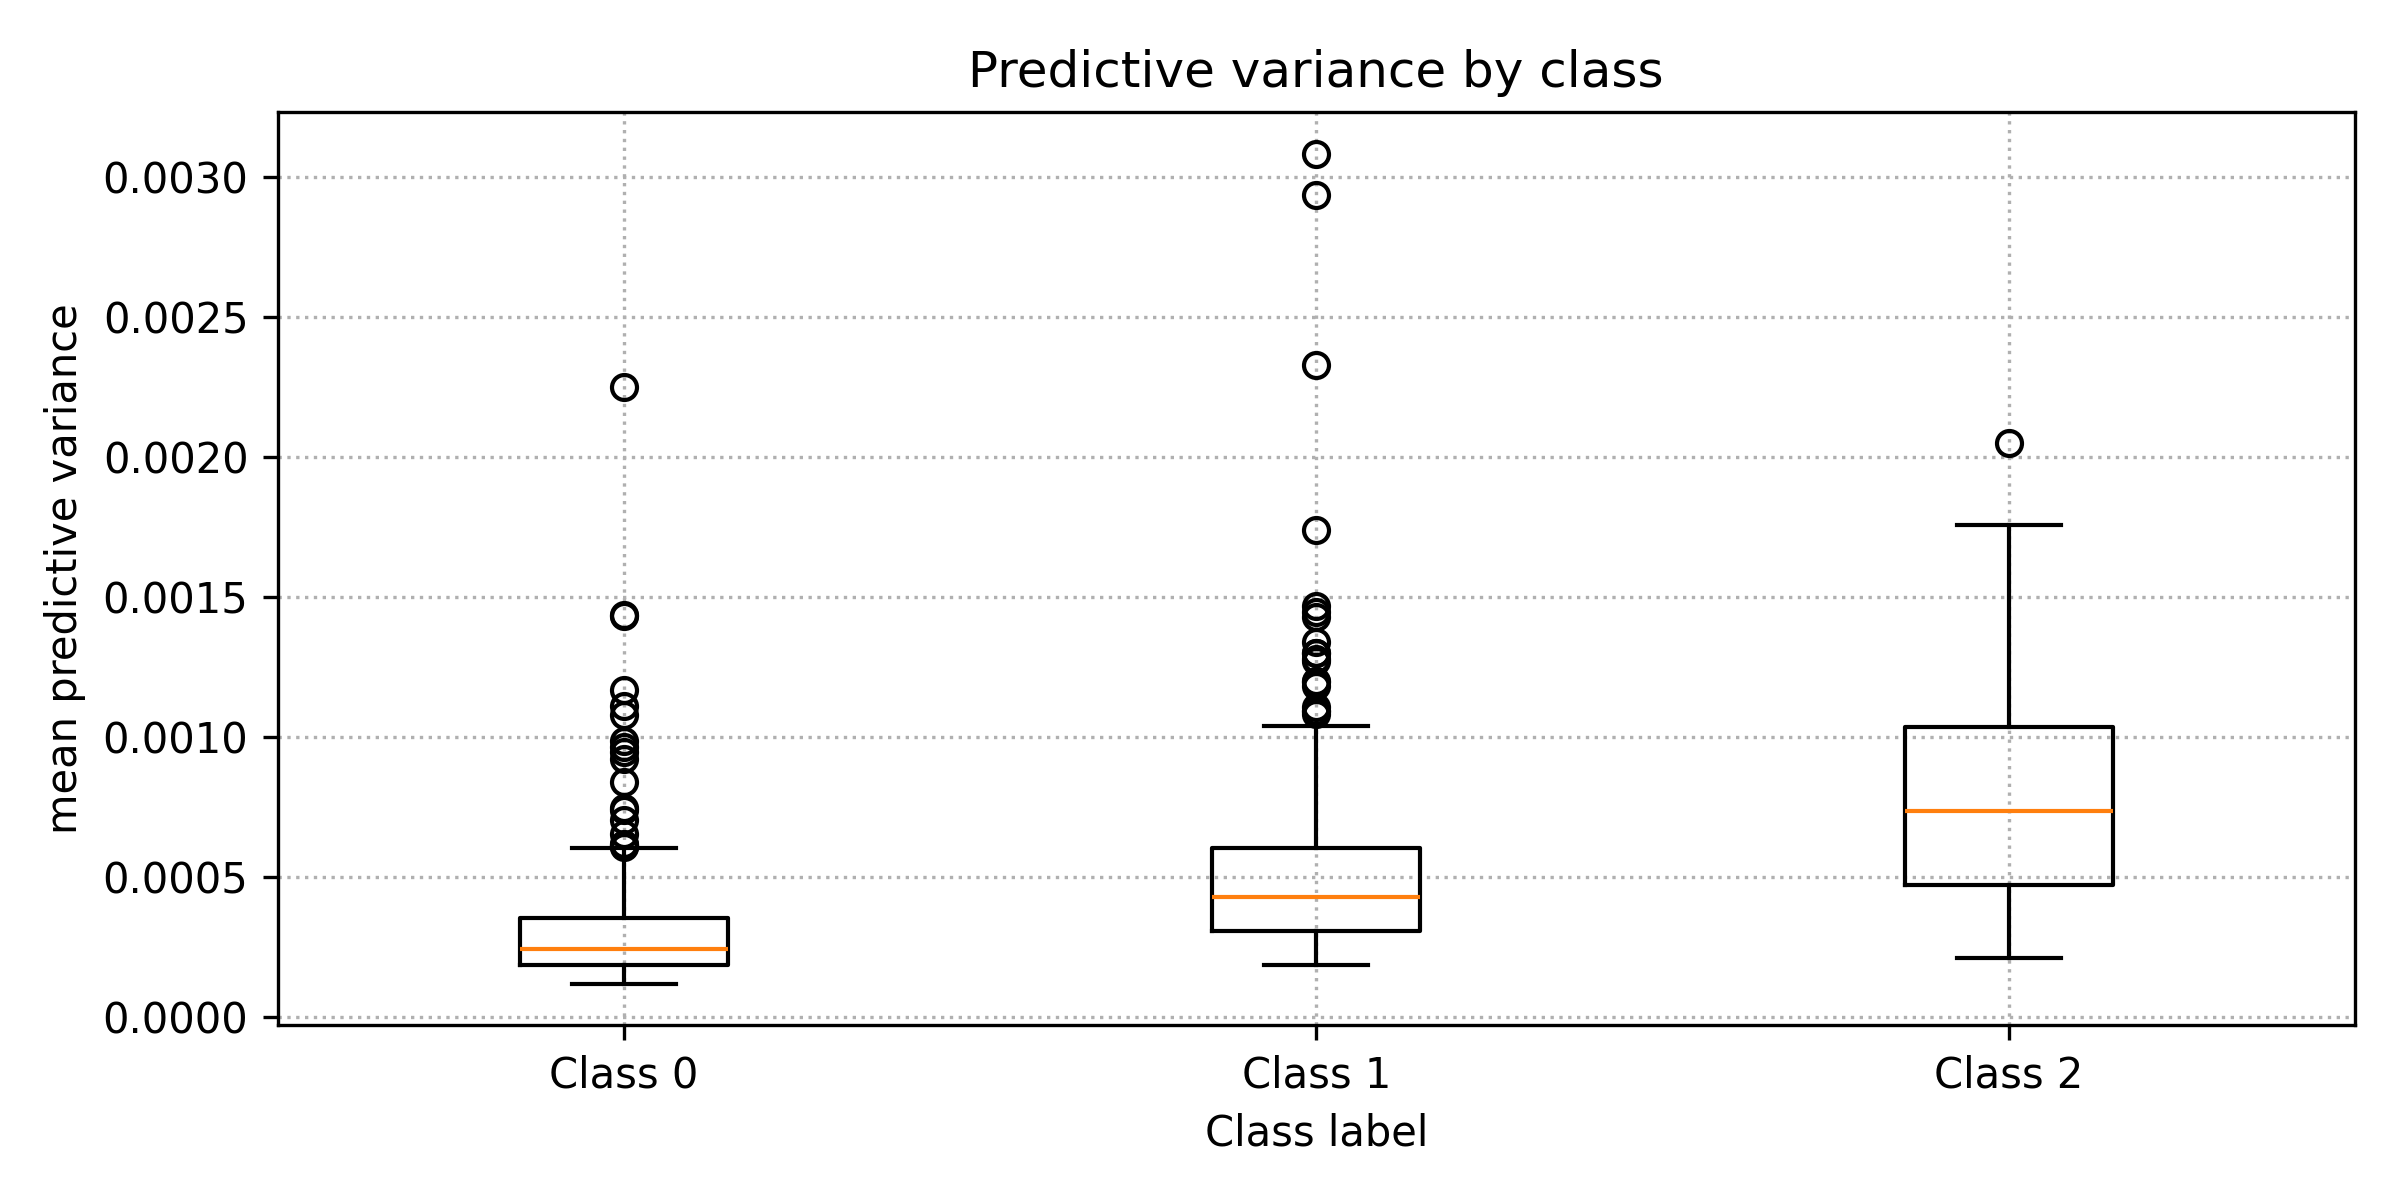 Predictive variance by class
mean predictive variance
0.0030
0.0025
0.0020
0.0015
0.0010
0.0005
0.0000
Class 0
Class 1
Class 2
Class label